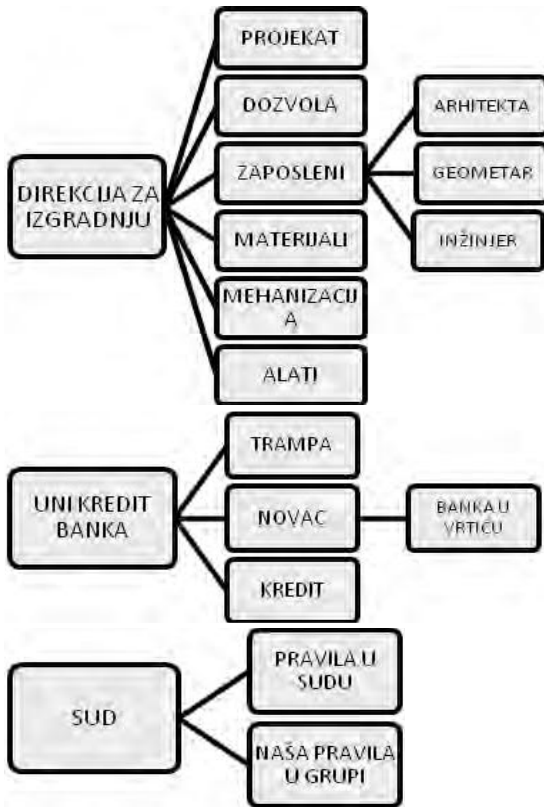 PROJEKAT
DOZVOLA
ARHITEKTA
DIREKCIJA ZA
IZGRADNJU
ZAPOSLENI
GEOMETAR
MATERIJALI
INŽINJER
MEHANIZACIJ
A
ALATI
TRAMPA
UNI KREDIT
BANKA
NOVAC
BANKA U
VRTIĆU
KREDIT
PRAVILA U
SUDU
SUD
NAŠA PRAVILA
U GRUPI